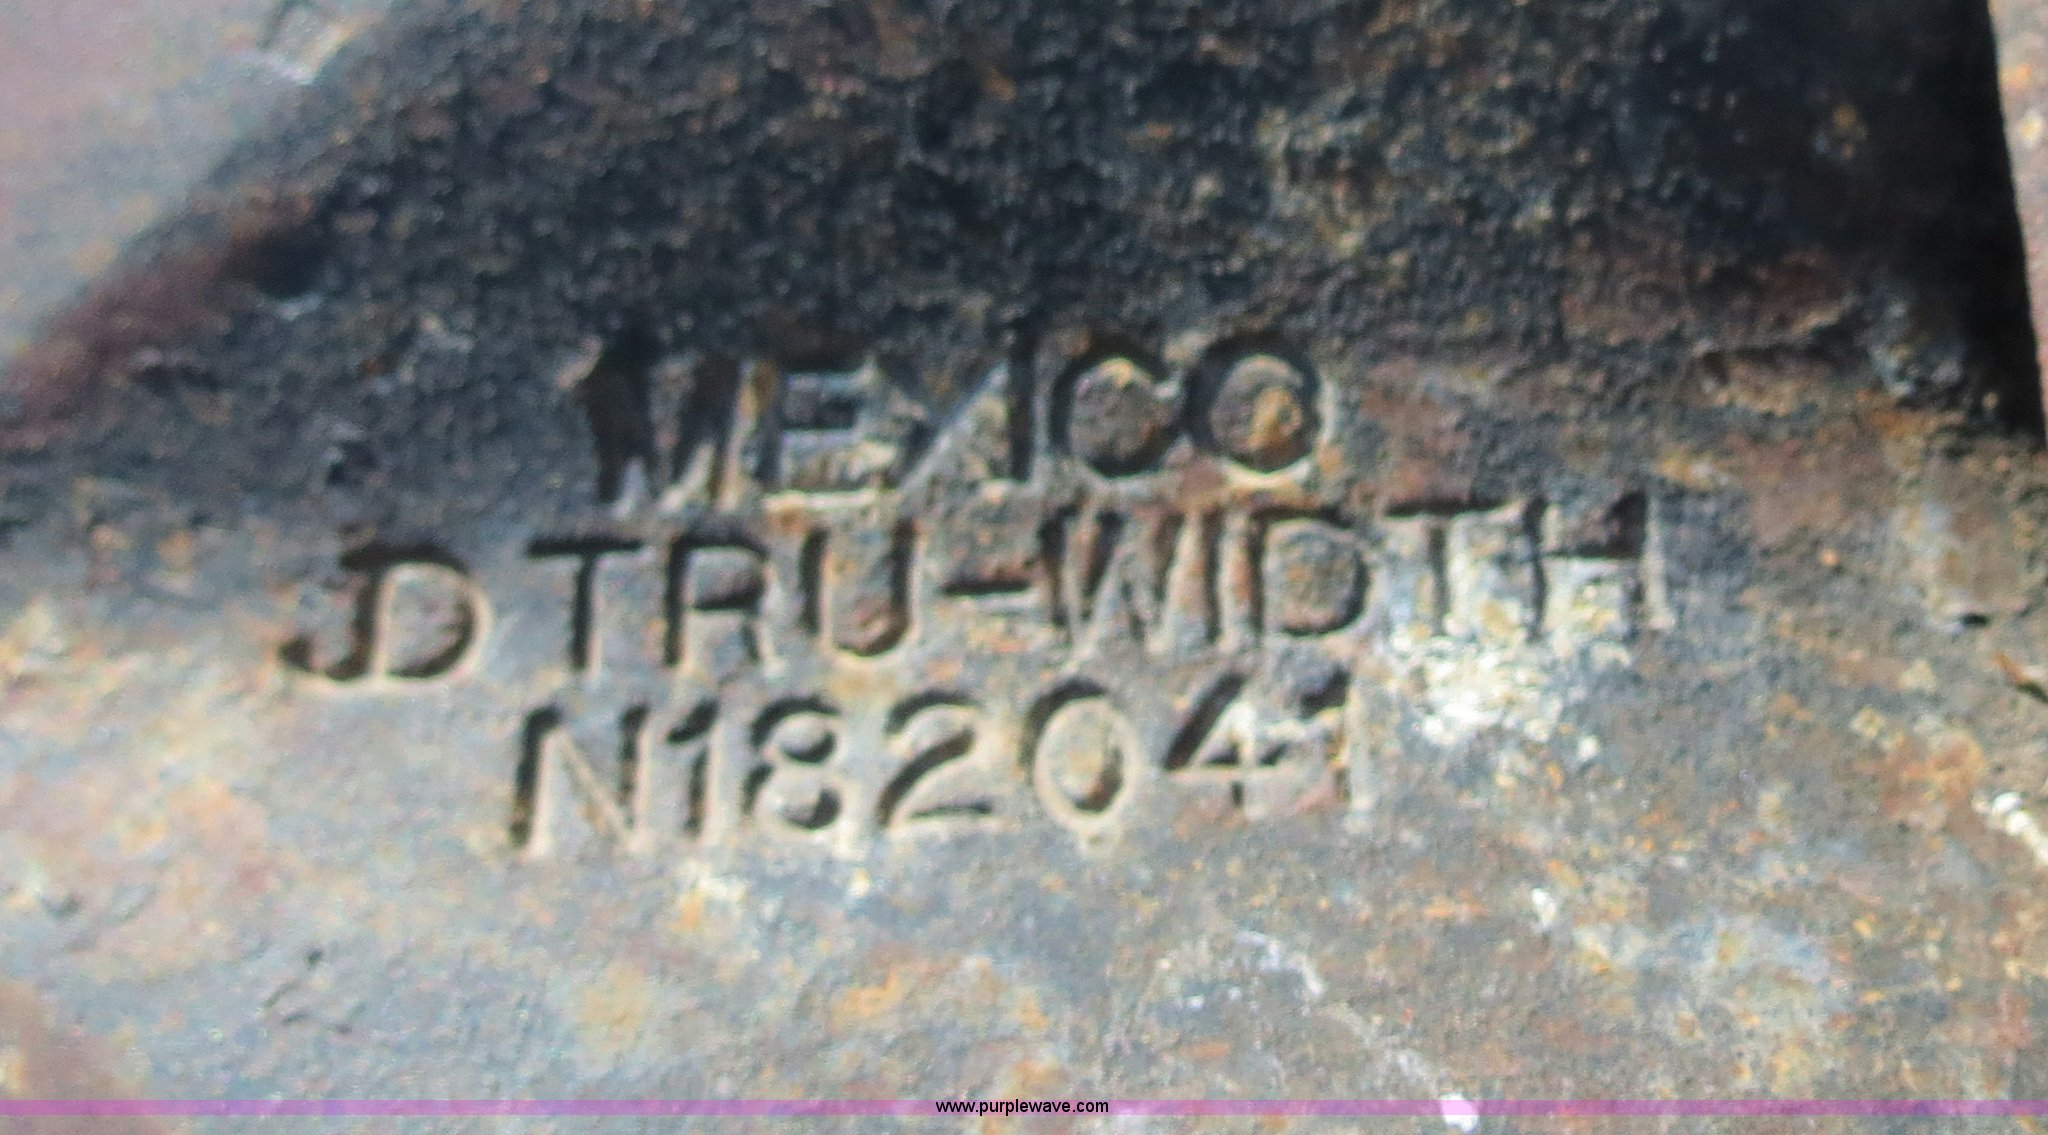 MEXICO
JD TRU-WIDTH
N182041
www.purplewave.com